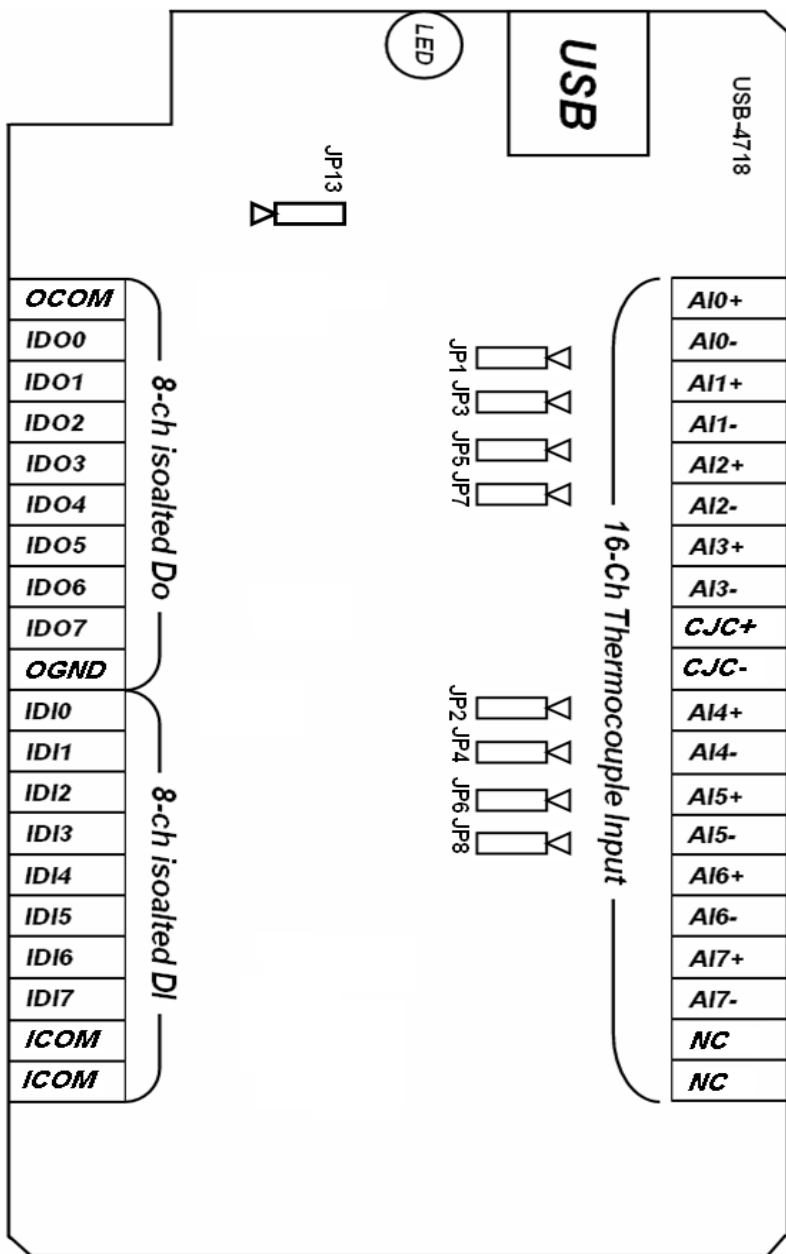 LED
USB
USB-4718
JP13
OCOM
IDO0
IDO1
IDO2
IDO3
IDO4
IDO5
IDO6
IDO7
OGND
IDI0
IDI1
IDI2
IDI3
IDI4
IDI5
IDI6
IDI7
ICOM
ICOM
8-ch isoalted Do
8-ch isoalted DI
JP1
JP3
JP5
JP7
JP2
JP4
JP6
JP8
16-Ch Thermocouple Input
AI0+
AI0-
AI1+
AI1-
AI2+
AI2-
AI3+
AI3-
CJC+
CJC-
AI4+
AI4-
AI5+
AI5-
AI6+
AI6-
AI7+
AI7-
NC
NC